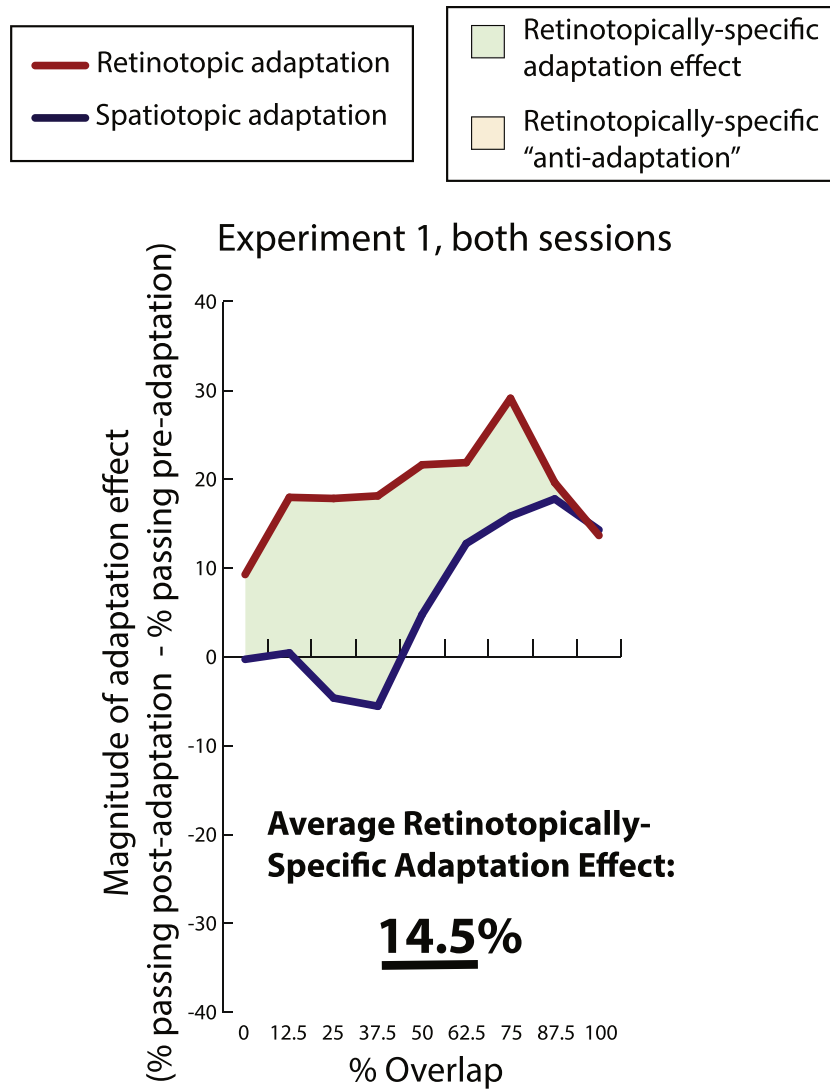 Retinotopic adaptation
Spatiotopic adaptation
Retinotopically-specific
adaptation effect
Retinotopically-specific
“anti-adaptation”
Experiment 1, both sessions
Magnitude of adaptation effect
(% passing post-adaptation - % passing pre-adaptation)
40
30
20
10
0
-10
-20
-30
-40
Average Retinotopically-
Specific Adaptation Effect:
14.5%
0 12.5 25 37.5 50 62.5 75 87.5 100
% Overlap